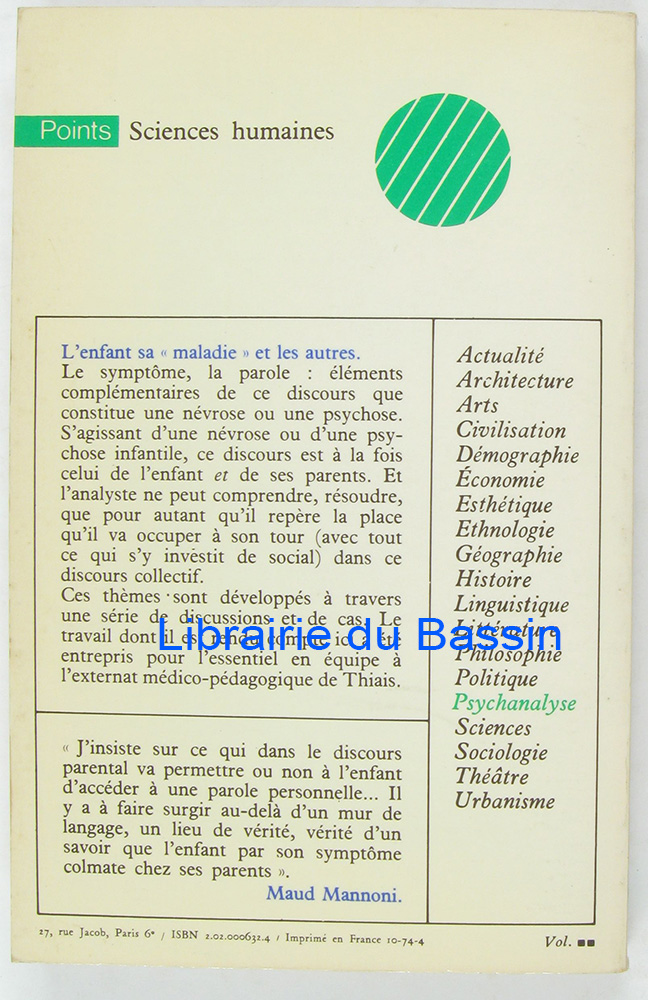 Points Sciences humaines
L'enfant sa « maladie » et les autres.
Le symptôme, la parole : éléments
complémentaires de ce discours que
constitue une névrose ou une psychose.
S'agissant d'une névrose ou d'une psy-
chose infantile, ce discours est à la fois
celui de l'enfant et de ses parents. Et
l'analyste ne peut comprendre, résoudre,
que pour autant qu'il repère la place
qu'il va occuper à son tour (avec tout
ce qui s'y investit de social) dans ce
discours collectif.
Ces thèmes sont développés à travers
une série de discussions et de cas. Le
travail dont il est rendu compte ici a été
entrepris pour l'essentiel en équipe à
l'externat médico-pédagogique de Thiais.
« J'insiste sur ce qui dans le discours
parental va permettre ou non à l'enfant
d'accéder à une parole personnelle... Il
y a à faire surgir au-delà d'un mur de
langage, un lieu de vérité, vérité d'un
savoir que l'enfant par son symptôme
colmate chez ses parents ».
Maud Mannoni.
Actualité
Architecture
Arts
Civilisation
Démographie
Économie
Esthétique
Ethnologie
Géographie
Histoire
Linguistique
Littérature
Philosophie
Politique
Psychanalyse
Sciences
Sociologie
Théâtre
Urbanisme
Librairie du Bassin
27, rue Jacob, Paris 6e / ISBN 2.02.000632.4 / Imprimé en France 10-74-4
Vol. ■■